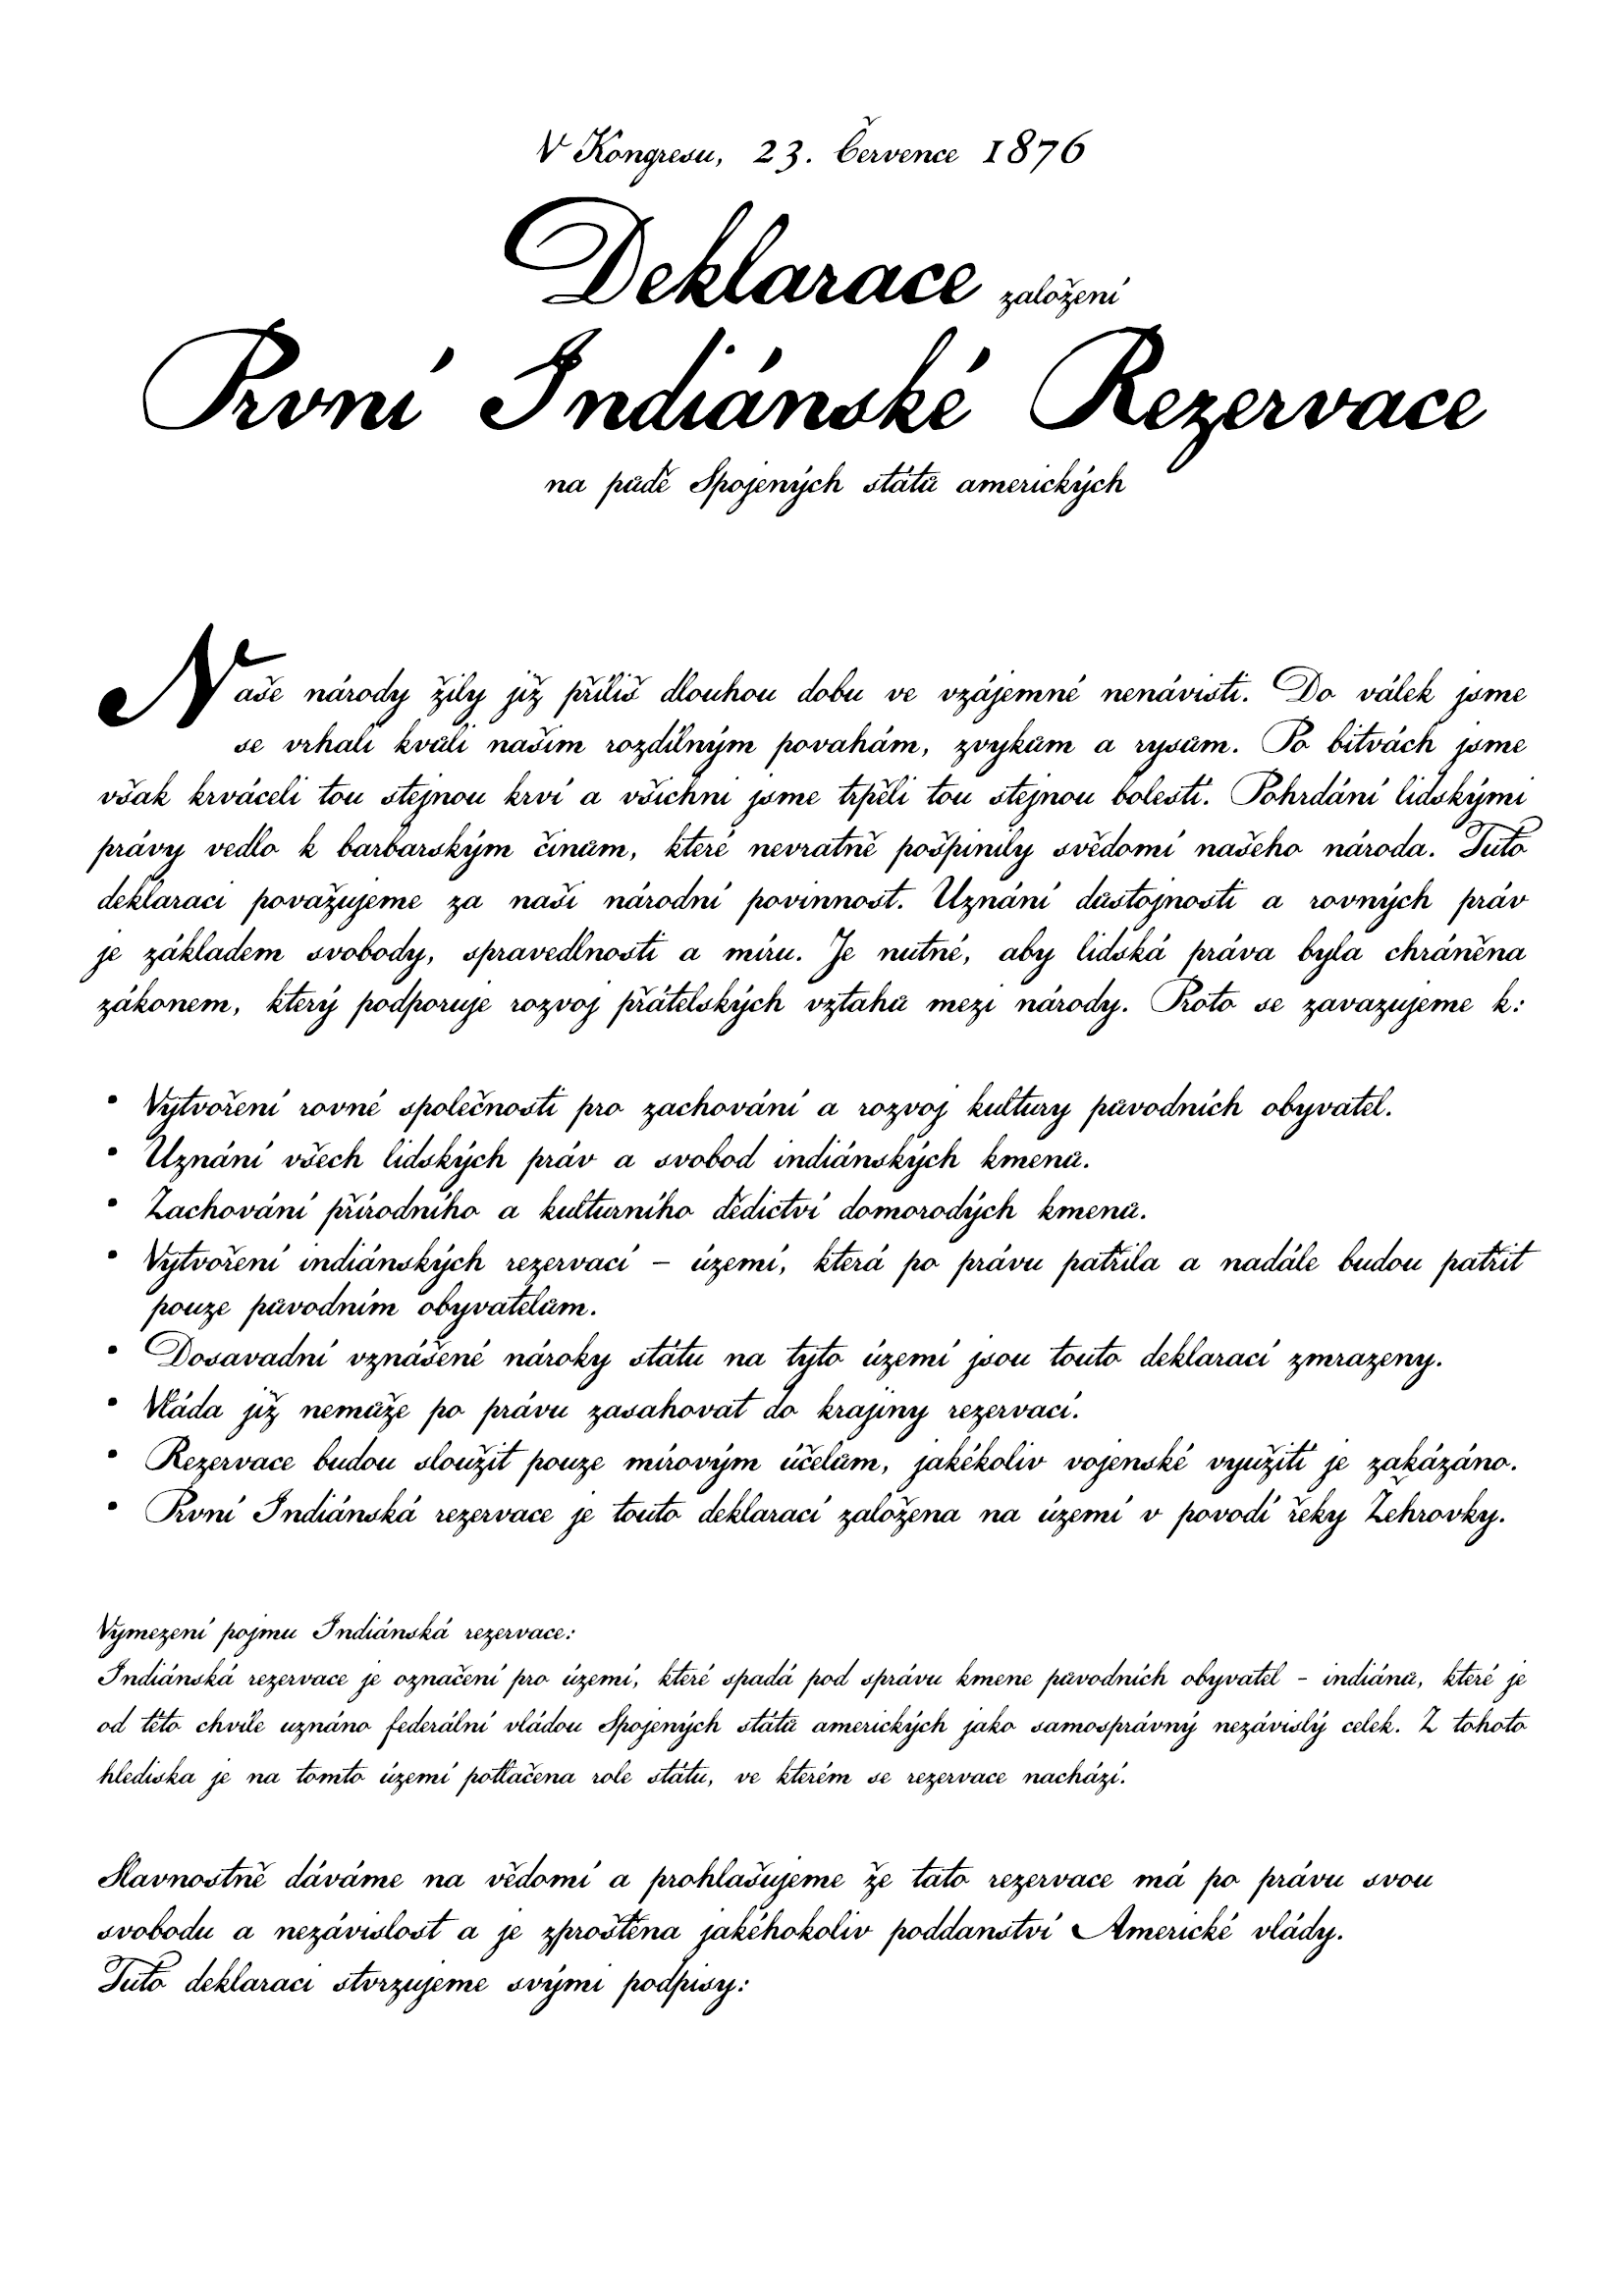 V Kongresu, 23. Července 1876
Deklarace založení
První Indiánské Rezervace
na půdě Spojených států amerických
Naše národy žily již příliš dlouhou dobu ve vzájemné nenávisti. Do válek jsme
se vrhali kvůli našim rozdílným povahám, zvykům a rysům. Po bitvách jsme
však krváceli tou stejnou krví a všichni jsme trpěli tou stejnou bolestí. Pohrdání lidskými
právy vedlo k barbarským činům, které nevratně pošpinily svědomí našeho národa. Tuto
deklaraci považujeme za naši národní povinnost. Uznání důstojnosti a rovných práv
je základem svobody, spravedlnosti a míru. Je nutné, aby lidská práva byla chráněna
zákonem, který podporuje rozvoj přátelských vztahů mezi národy. Proto se zavazujeme k:
• Vytvoření rovné společnosti pro zachování a rozvoj kultury původních obyvatel.
• Uznání všech lidských práv a svobod indiánských kmenů.
• Zachování přírodního a kulturního dědictví domorodých kmenů.
• Vytvoření indiánských rezervací – území, která po právu patřila a nadále budou patřit
pouze původním obyvatelům.
• Dosavadní vznášené nároky státu na tyto území jsou touto deklarací zmrazeny.
• Vláda již nemůže po právu zasahovat do krajiny rezervací.
• Rezervace budou sloužit pouze mírovým účelům, jakékoliv vojenské využití je zakázáno.
• První Indiánská rezervace je touto deklarací založena na území v povodí řeky Žehrovky.
Vymezení pojmu Indiánská rezervace:
Indiánská rezervace je označení pro území, které spadá pod správu kmene původních obyvatel - indiánů, které je
od této chvíle uznáno federální vládou Spojených států amerických jako samosprávný nezávislý celek. Z tohoto
hlediska je na tomto území potlačena role státu, ve kterém se rezervace nachází.
Slavnostně dáváme na vědomí a prohlašujeme že tato rezervace má po právu svou
svobodu a nezávislost a je zproštěna jakéhokoliv poddanství Americké vlády.
Tuto deklaraci stvrzujeme svými podpisy: